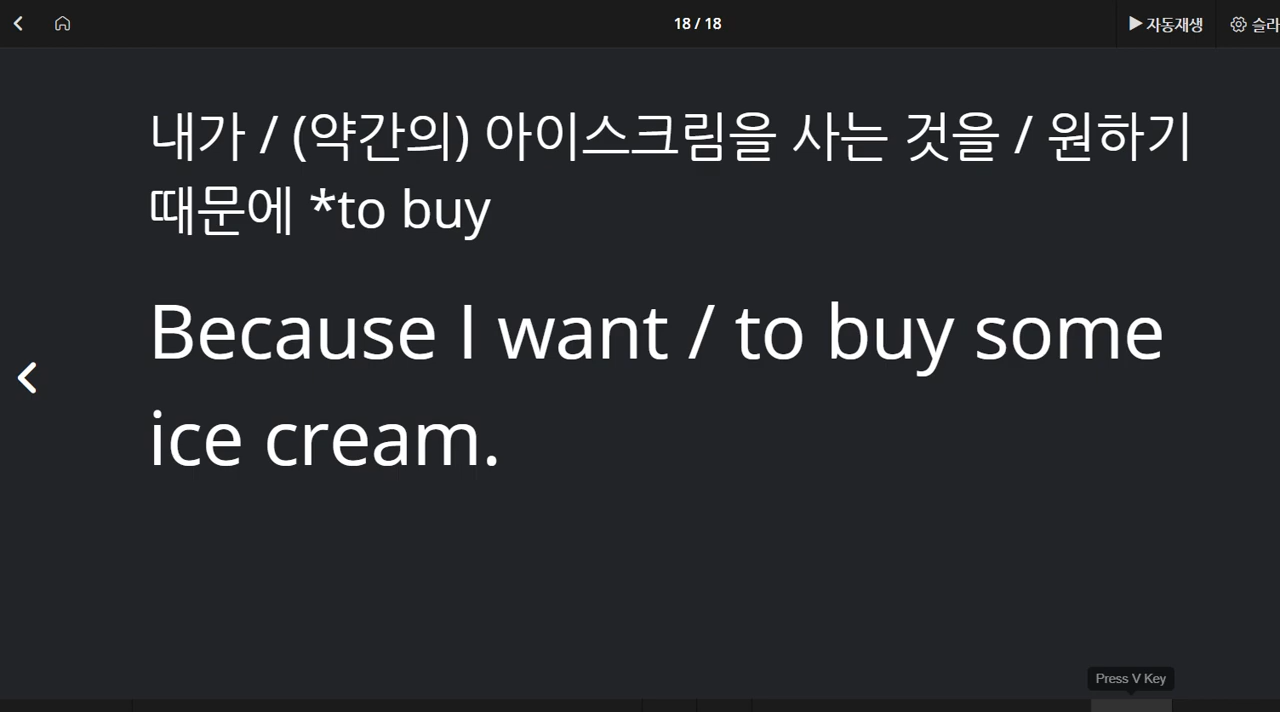 18 / 18
▶ 자동재생
슬라
내가 / (약간의) 아이스크림을 사는 것을 / 원하기
때문에 *to buy
Because I want / to buy some
ice cream.
Press V Key